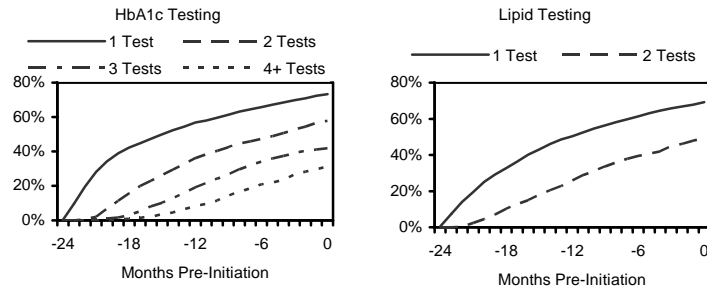 HbA1c Testing
1 Test
2 Tests
3 Tests
4+ Tests
80%
60%
40%
20%
0%
-24
-18
-12
-6
0
Months Pre-Initiation
Lipid Testing
1 Test
2 Tests
80%
60%
40%
20%
0%
-24
-18
-12
-6
0
Months Pre-Initiation